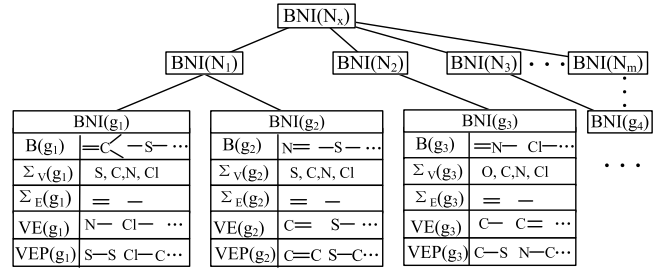 BNI(Nx)
BNI(N1) BNI(N2) BNI(N3) · · · BNI(Nm)
BNI(g1) BNI(g2) BNI(g3) BNI(g4)
B(g1) =C< —S— ··· B(g2) N= —S— ··· B(g3) =N— Cl— ···
ΣV(g1) S, C,N, Cl ΣV(g2) S, C,N, Cl ΣV(g3) O, C,N, Cl
ΣE(g1) = — ΣE(g2) = — ΣE(g3) = —
VE(g1) N— Cl— ··· VE(g2) C= S— ··· VE(g3) C— C= ···
VEP(g1) S—S Cl—C··· VEP(g2) C=C S—C··· VEP(g3) C—S N—C···